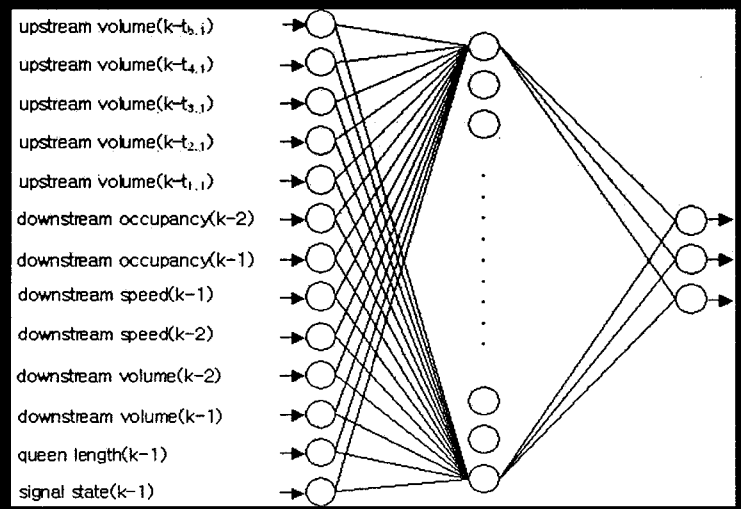 upstream volume(k-t₅,₁)
upstream volume(k-t₄,₁)
upstream volume(k-t₃,₁)
upstream volume(k-t₂,₁)
upstream volume(k-t₁,₁)
downstream occupancy(k-2)
downstream occupancy(k-1)
downstream speed(k-1)
downstream speed(k-2)
downstream volume(k-2)
downstream volume(k-1)
queen length(k-1)
signal state(k-1)